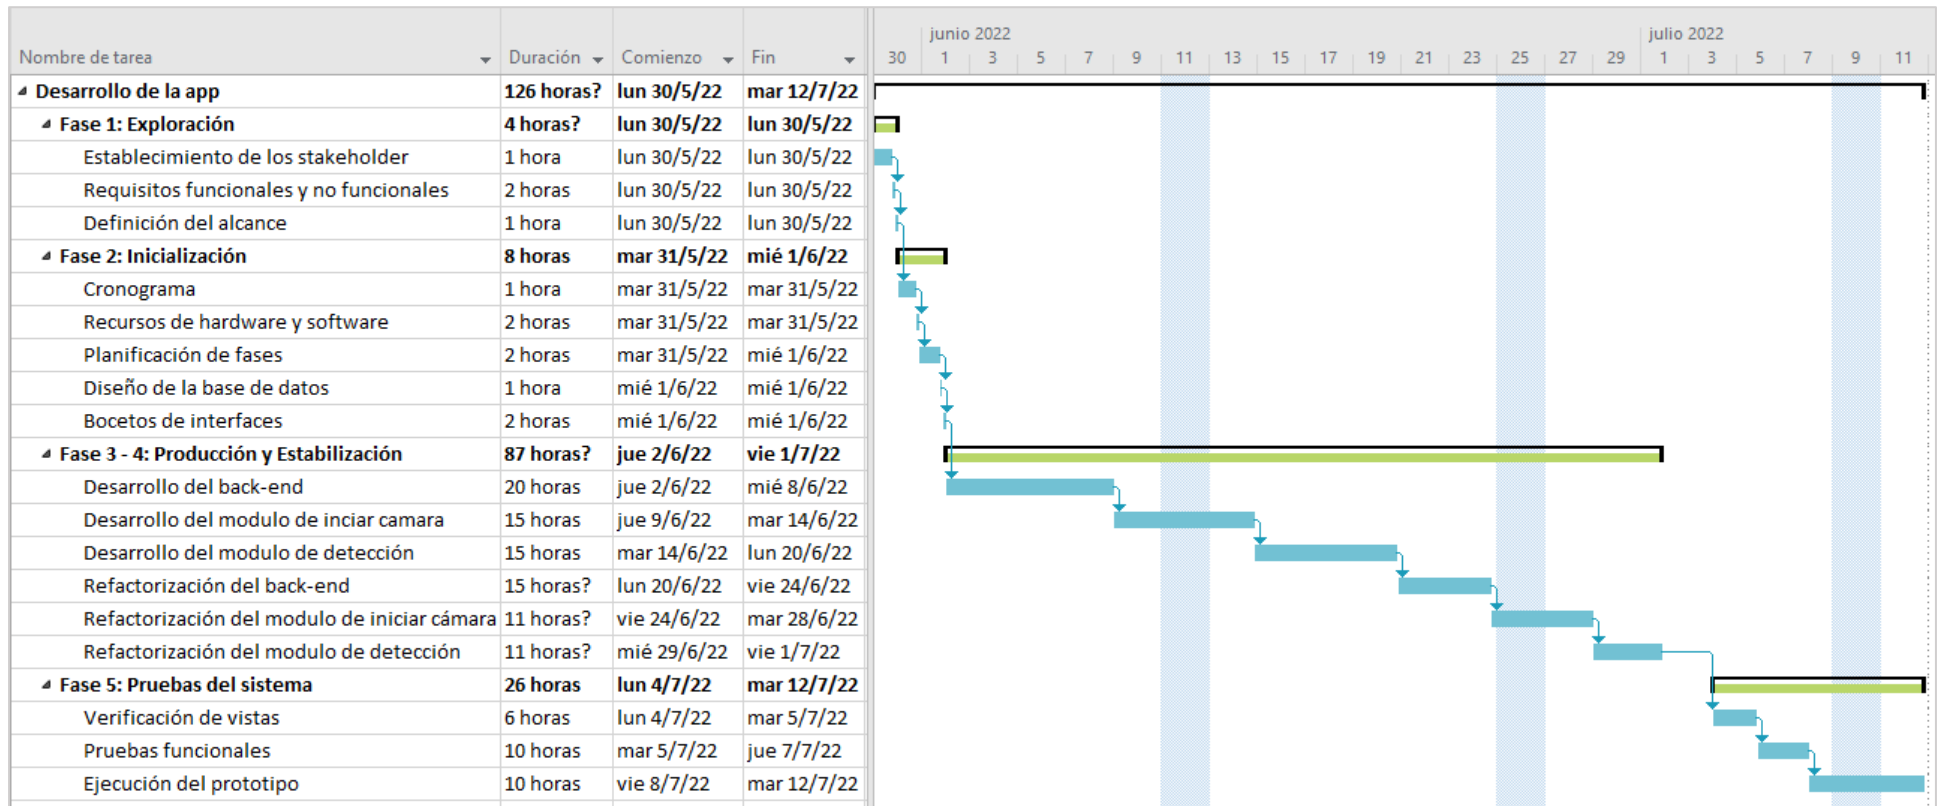 junio 2022 julio 2022
Nombre de tarea Duración Comienzo Fin 30 1 3 5 7 9 11 13 15 17 19 21 23 25 27 29 1 3 5 7 9 11
Desarrollo de la app 126 horas? lun 30/5/22 mar 12/7/22
Fase 1: Exploración 4 horas? lun 30/5/22 lun 30/5/22
Establecimiento de los stakeholder 1 hora lun 30/5/22 lun 30/5/22
Requisitos funcionales y no funcionales 2 horas lun 30/5/22 lun 30/5/22
Definición del alcance 1 hora lun 30/5/22 lun 30/5/22
Fase 2: Inicialización 8 horas mar 31/5/22 mié 1/6/22
Cronograma 1 hora mar 31/5/22 mar 31/5/22
Recursos de hardware y software 2 horas mar 31/5/22 mar 31/5/22
Planificación de fases 2 horas mar 31/5/22 mié 1/6/22
Diseño de la base de datos 1 hora mié 1/6/22 mié 1/6/22
Bocetos de interfaces 2 horas mié 1/6/22 mié 1/6/22
Fase 3 - 4: Producción y Estabilización 87 horas? jue 2/6/22 vie 1/7/22
Desarrollo del back-end 20 horas jue 2/6/22 mié 8/6/22
Desarrollo del modulo de inciar camara 15 horas jue 9/6/22 mar 14/6/22
Desarrollo del modulo de detección 15 horas mar 14/6/22 lun 20/6/22
Refactorización del back-end 15 horas? lun 20/6/22 vie 24/6/22
Refactorización del modulo de iniciar cámara 11 horas? vie 24/6/22 mar 28/6/22
Refactorización del modulo de detección 11 horas? mié 29/6/22 vie 1/7/22
Fase 5: Pruebas del sistema 26 horas lun 4/7/22 mar 12/7/22
Verificación de vistas 6 horas lun 4/7/22 mar 5/7/22
Pruebas funcionales 10 horas mar 5/7/22 jue 7/7/22
Ejecución del prototipo 10 horas vie 8/7/22 mar 12/7/22